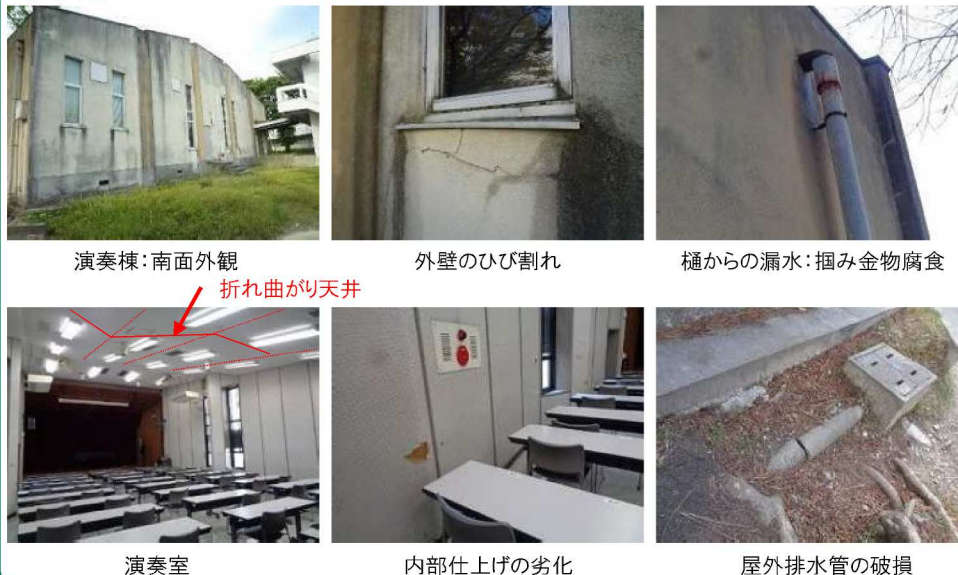 演奏棟：南面外観
外壁のひび割れ
樋からの漏水：掴み金物腐食
折れ曲がり天井
演奏室
内部仕上げの劣化
屋外排水管の破損